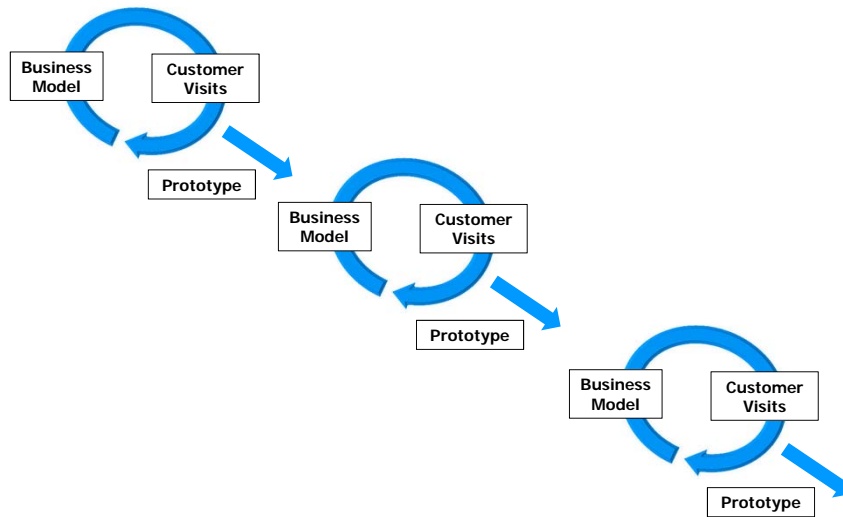 Business
Model
Customer
Visits
Prototype
Business
Model
Customer
Visits
Prototype
Business
Model
Customer
Visits
Prototype